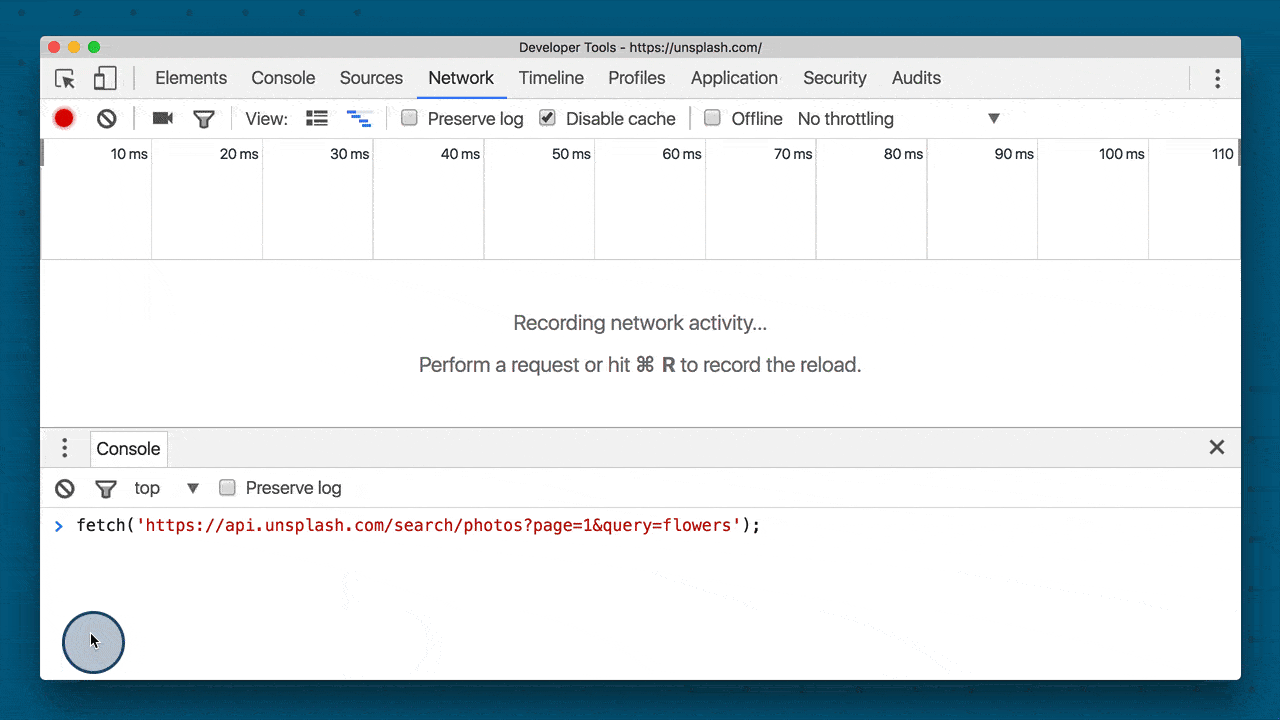 Developer Tools - https://unsplash.com/
Elements Console Sources Network Timeline Profiles Application Security Audits
View: Preserve log Disable cache Offline No throttling
10 ms 20 ms 30 ms 40 ms 50 ms 60 ms 70 ms 80 ms 90 ms 100 ms 110
Recording network activity...
Perform a request or hit ⌘ R to record the reload.
Console
top Preserve log
> fetch('https://api.unsplash.com/search/photos?page=1&query=flowers');